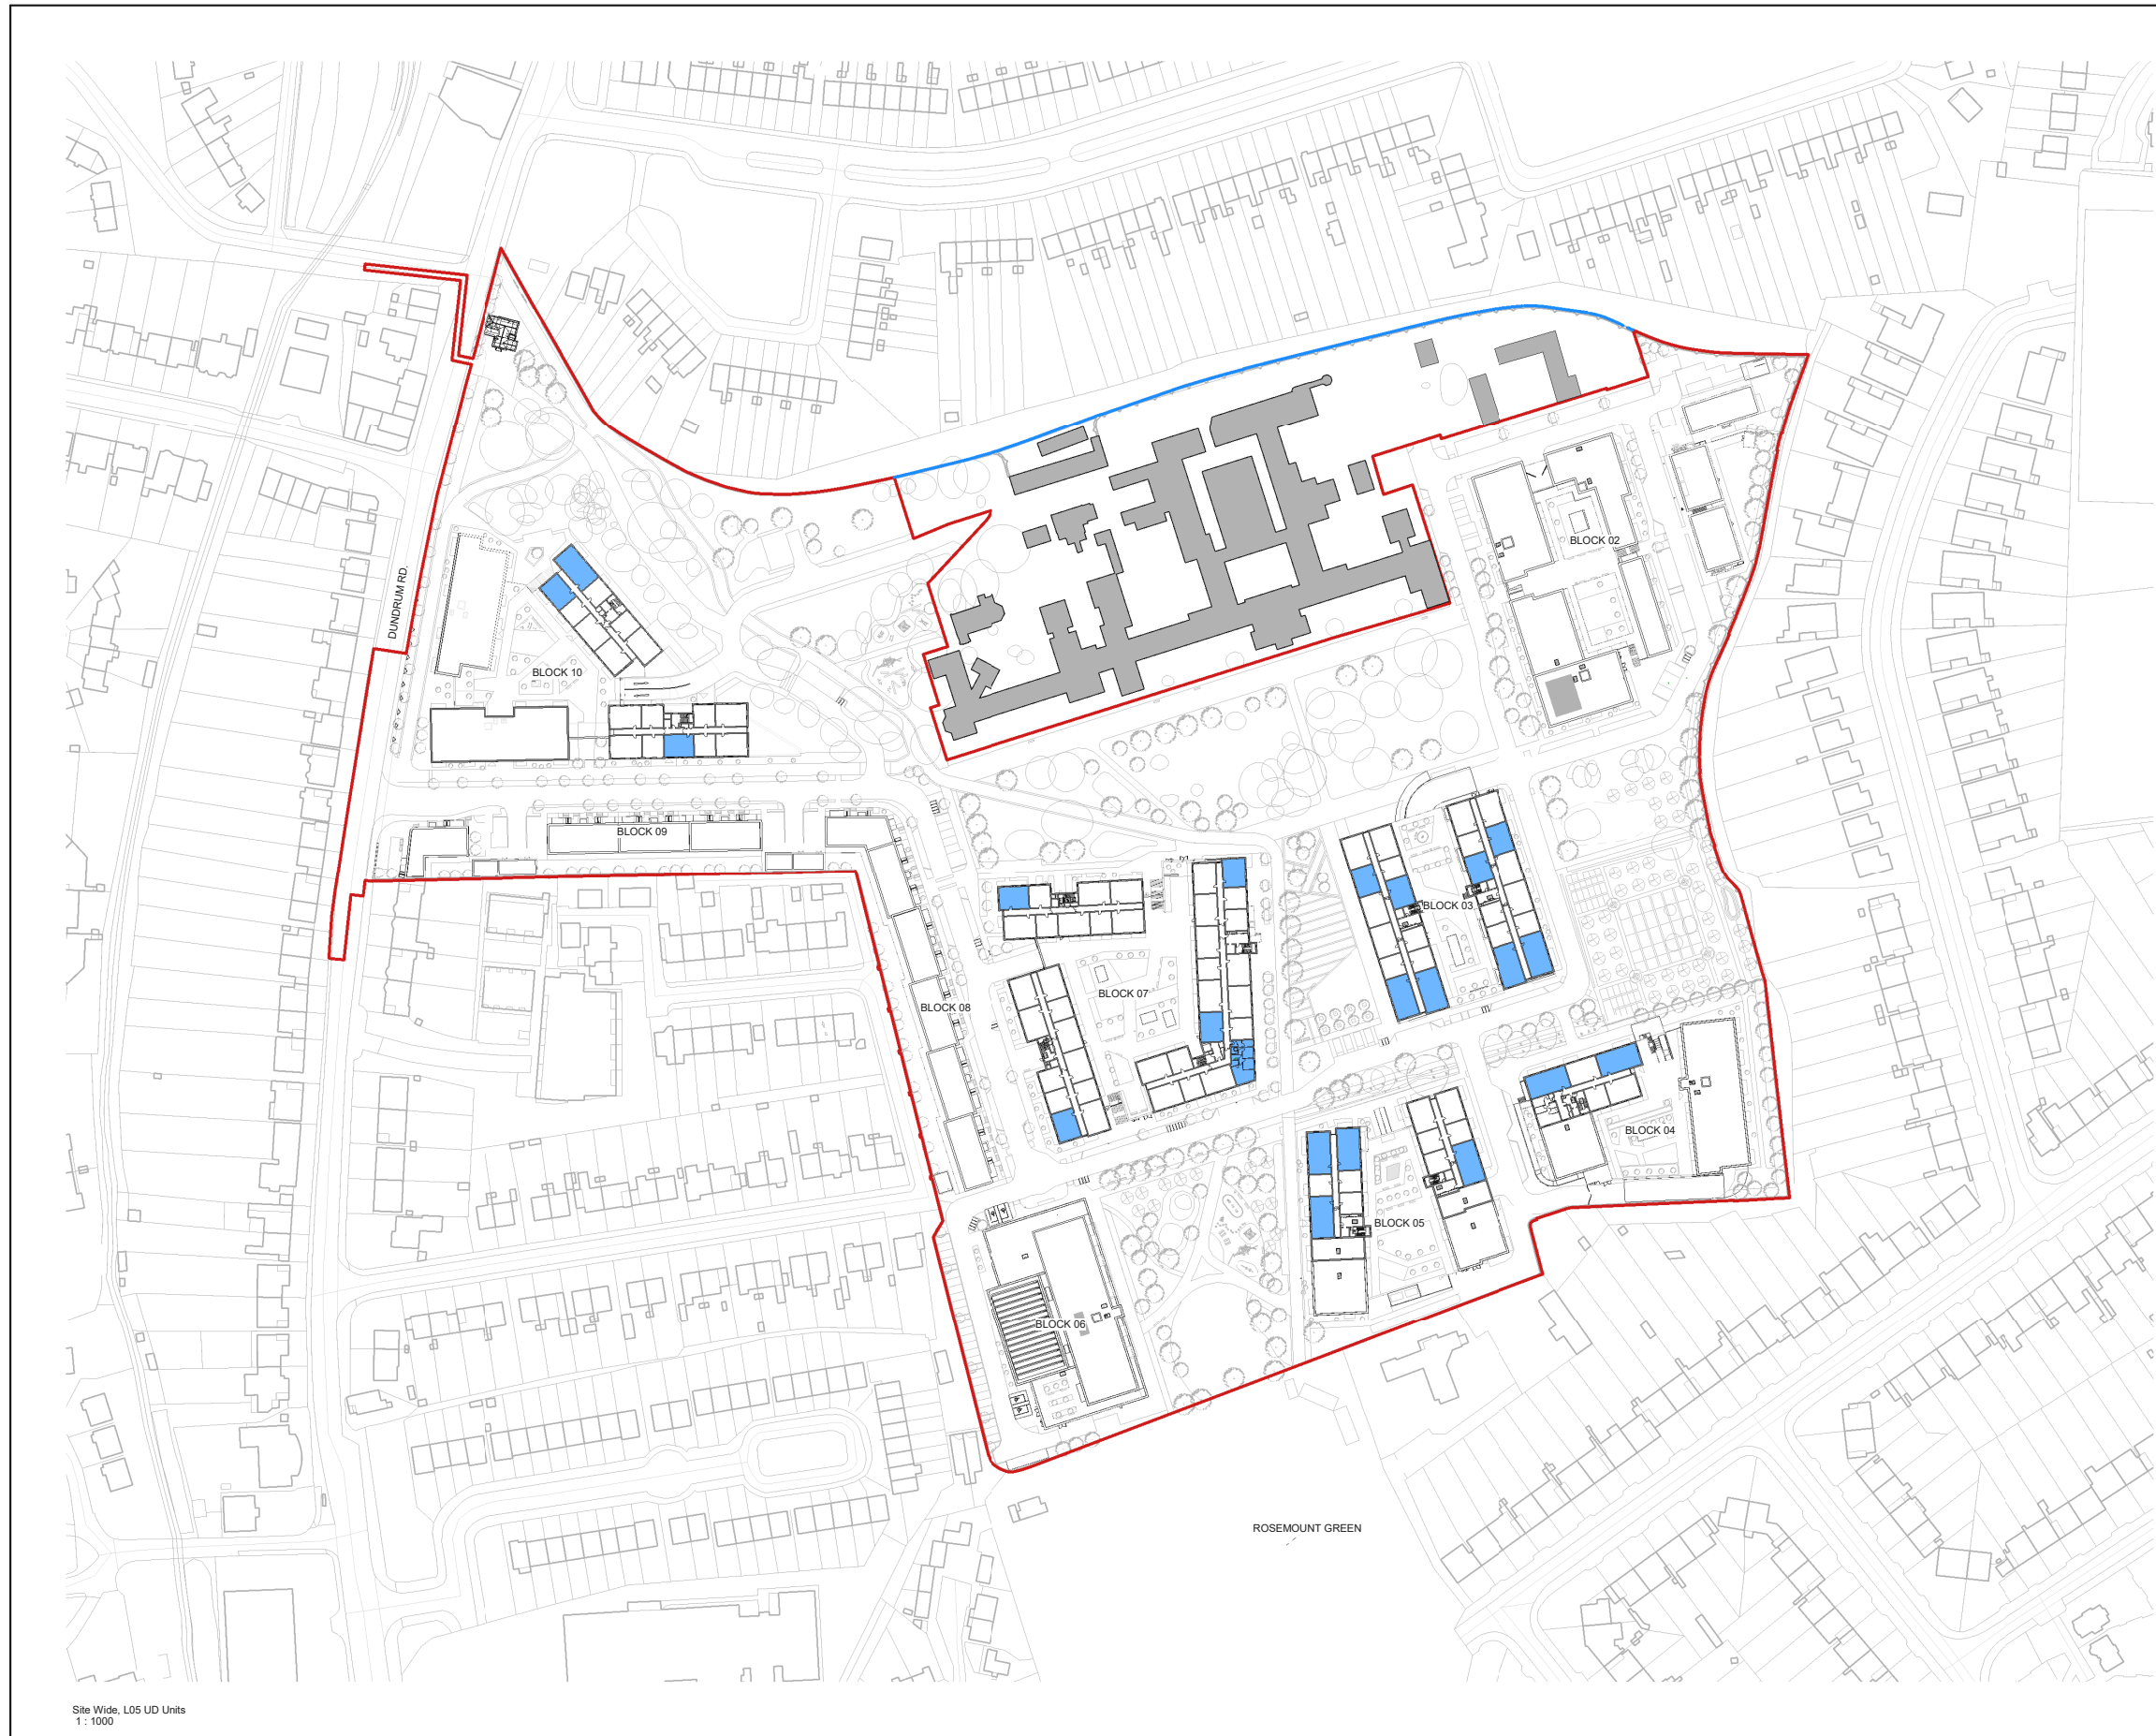 BLOCK 02
DUNDRUM RD.
BLOCK 10
BLOCK 09
BLOCK 03
BLOCK 07
BLOCK 08
BLOCK 04
BLOCK 05
BLOCK 06
ROSEMOUNT GREEN
Site Wide, L05 UD Units
1 : 1000